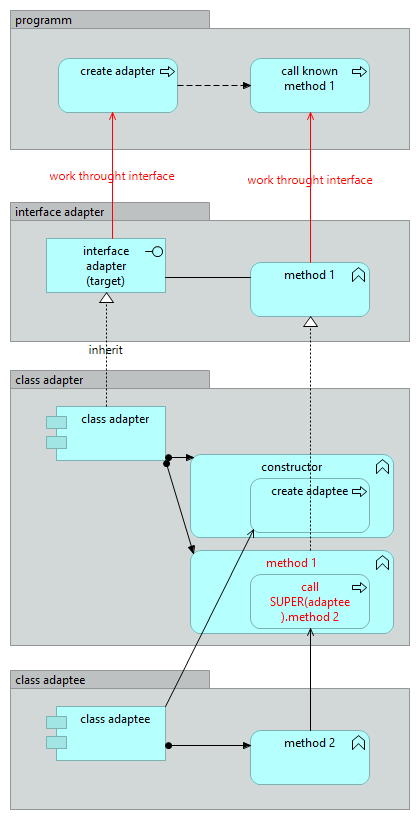 programm
create adapter
call known
method 1
work throught interface
work throught interface
interface adapter
interface
adapter
(target)
method 1
inherit
class adapter
class adapter
constructor
create adaptee
method 1
call
SUPER(adaptee
).method 2
class adaptee
class adaptee
method 2